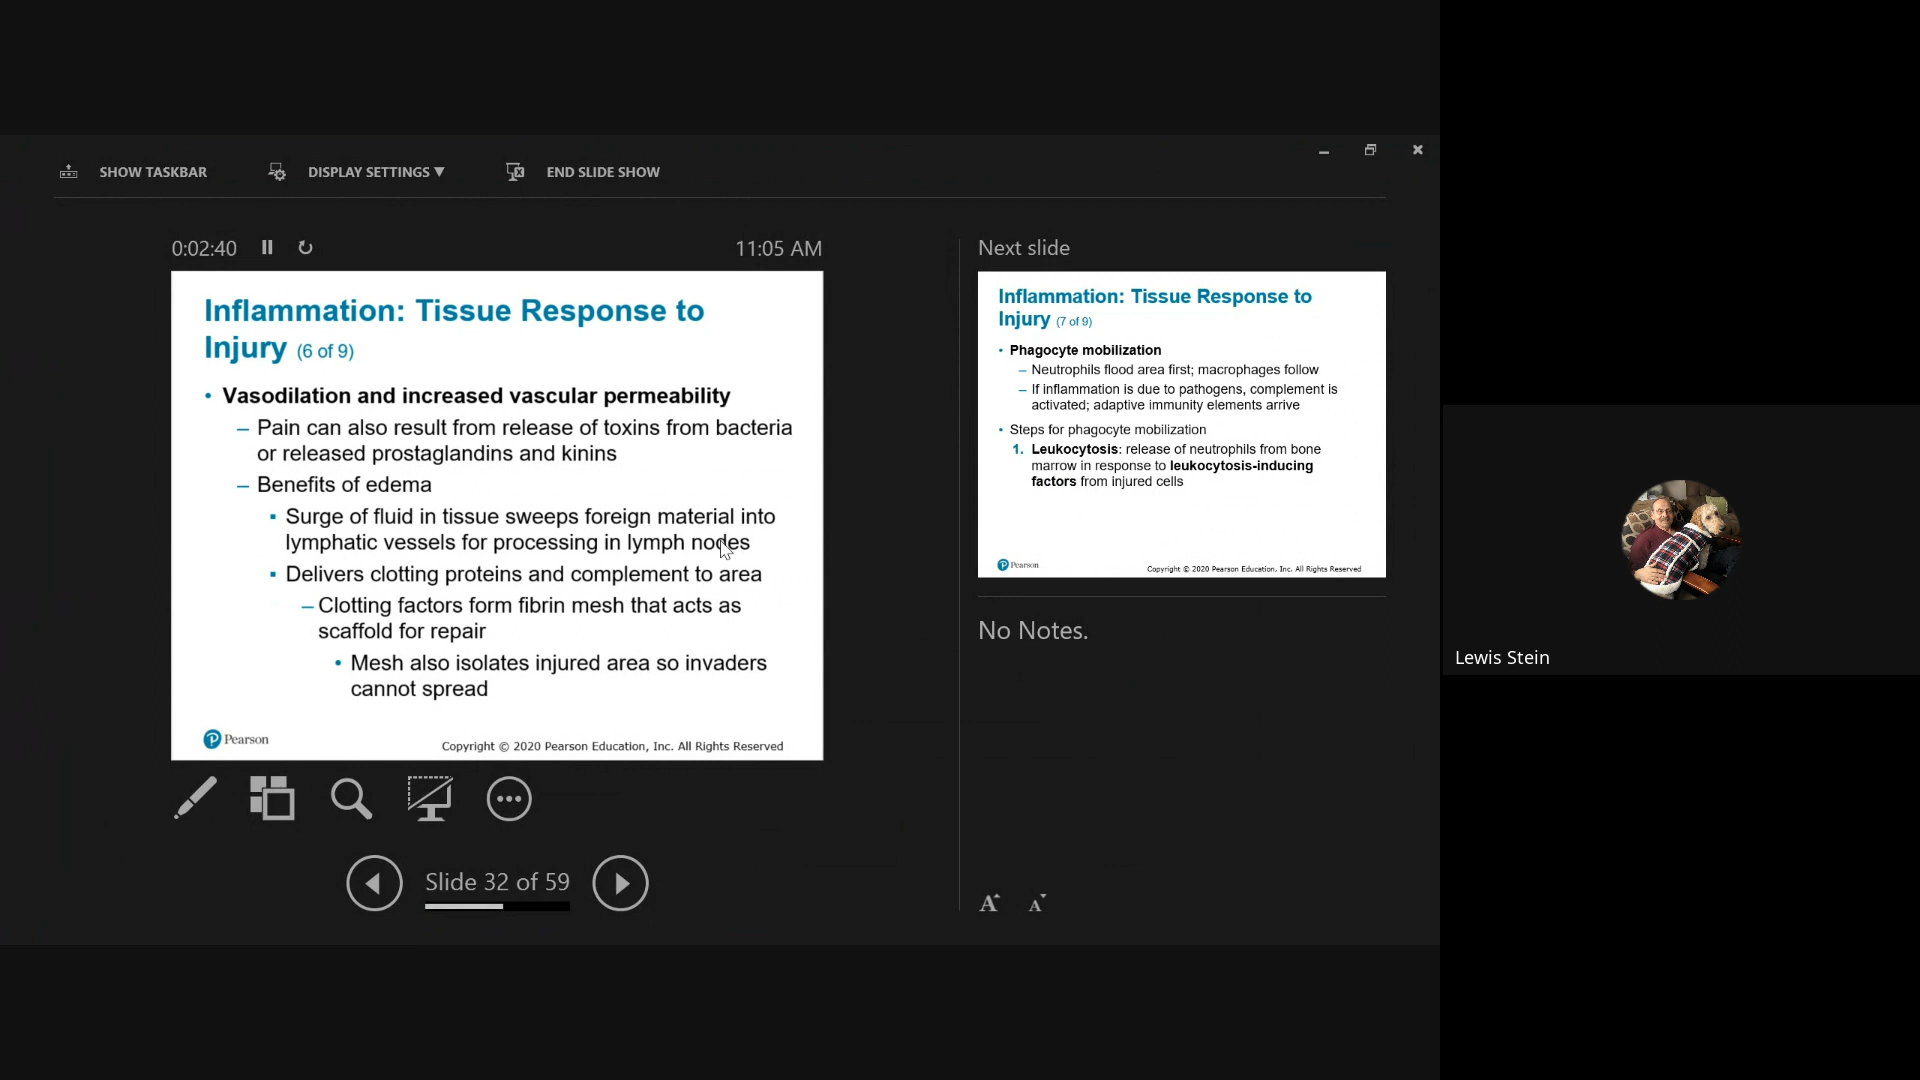 SHOW TASKBAR
DISPLAY SETTINGS ▼
END SLIDE SHOW
0:02:40
11:05 AM
Inflammation: Tissue Response to
Injury (6 of 9)
• Vasodilation and increased vascular permeability
– Pain can also result from release of toxins from bacteria
or released prostaglandins and kinins
– Benefits of edema
▪ Surge of fluid in tissue sweeps foreign material into
lymphatic vessels for processing in lymph nodes
▪ Delivers clotting proteins and complement to area
– Clotting factors form fibrin mesh that acts as
scaffold for repair
• Mesh also isolates injured area so invaders
cannot spread
Pearson
Copyright © 2020 Pearson Education, Inc. All Rights Reserved
Slide 32 of 59
Next slide
Inflammation: Tissue Response to
Injury (7 of 9)
• Phagocyte mobilization
– Neutrophils flood area first; macrophages follow
– If inflammation is due to pathogens, complement is
activated; adaptive immunity elements arrive
• Steps for phagocyte mobilization
1. Leukocytosis: release of neutrophils from bone
marrow in response to leukocytosis-inducing
factors from injured cells
Pearson
Copyright © 2020 Pearson Education, Inc. All Rights Reserved
No Notes.
A A
Lewis Stein